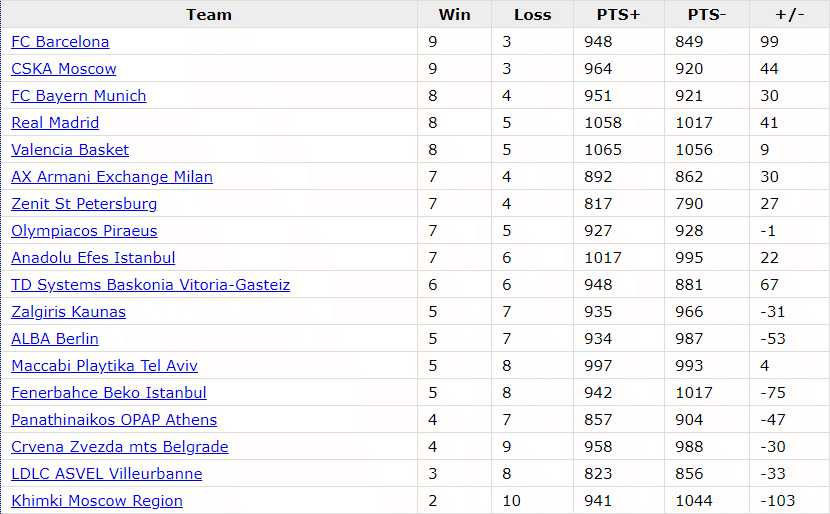 Team Win Loss PTS+ PTS- +/-
FC Barcelona 9 3 948 849 99
CSKA Moscow 9 3 964 920 44
FC Bayern Munich 8 4 951 921 30
Real Madrid 8 5 1058 1017 41
Valencia Basket 8 5 1065 1056 9
AX Armani Exchange Milan 7 4 892 862 30
Zenit St Petersburg 7 4 817 790 27
Olympiacos Piraeus 7 5 927 928 -1
Anadolu Efes Istanbul 7 6 1017 995 22
TD Systems Baskonia Vitoria-Gasteiz 6 6 948 881 67
Zalgiris Kaunas 5 7 935 966 -31
ALBA Berlin 5 7 934 987 -53
Maccabi Playtika Tel Aviv 5 8 997 993 4
Fenerbahce Beko Istanbul 5 8 942 1017 -75
Panathinaikos OPAP Athens 4 7 857 904 -47
Crvena Zvezda mts Belgrade 4 9 958 988 -30
LDLC ASVEL Villeurbanne 3 8 823 856 -33
Khimki Moscow Region 2 10 941 1044 -103